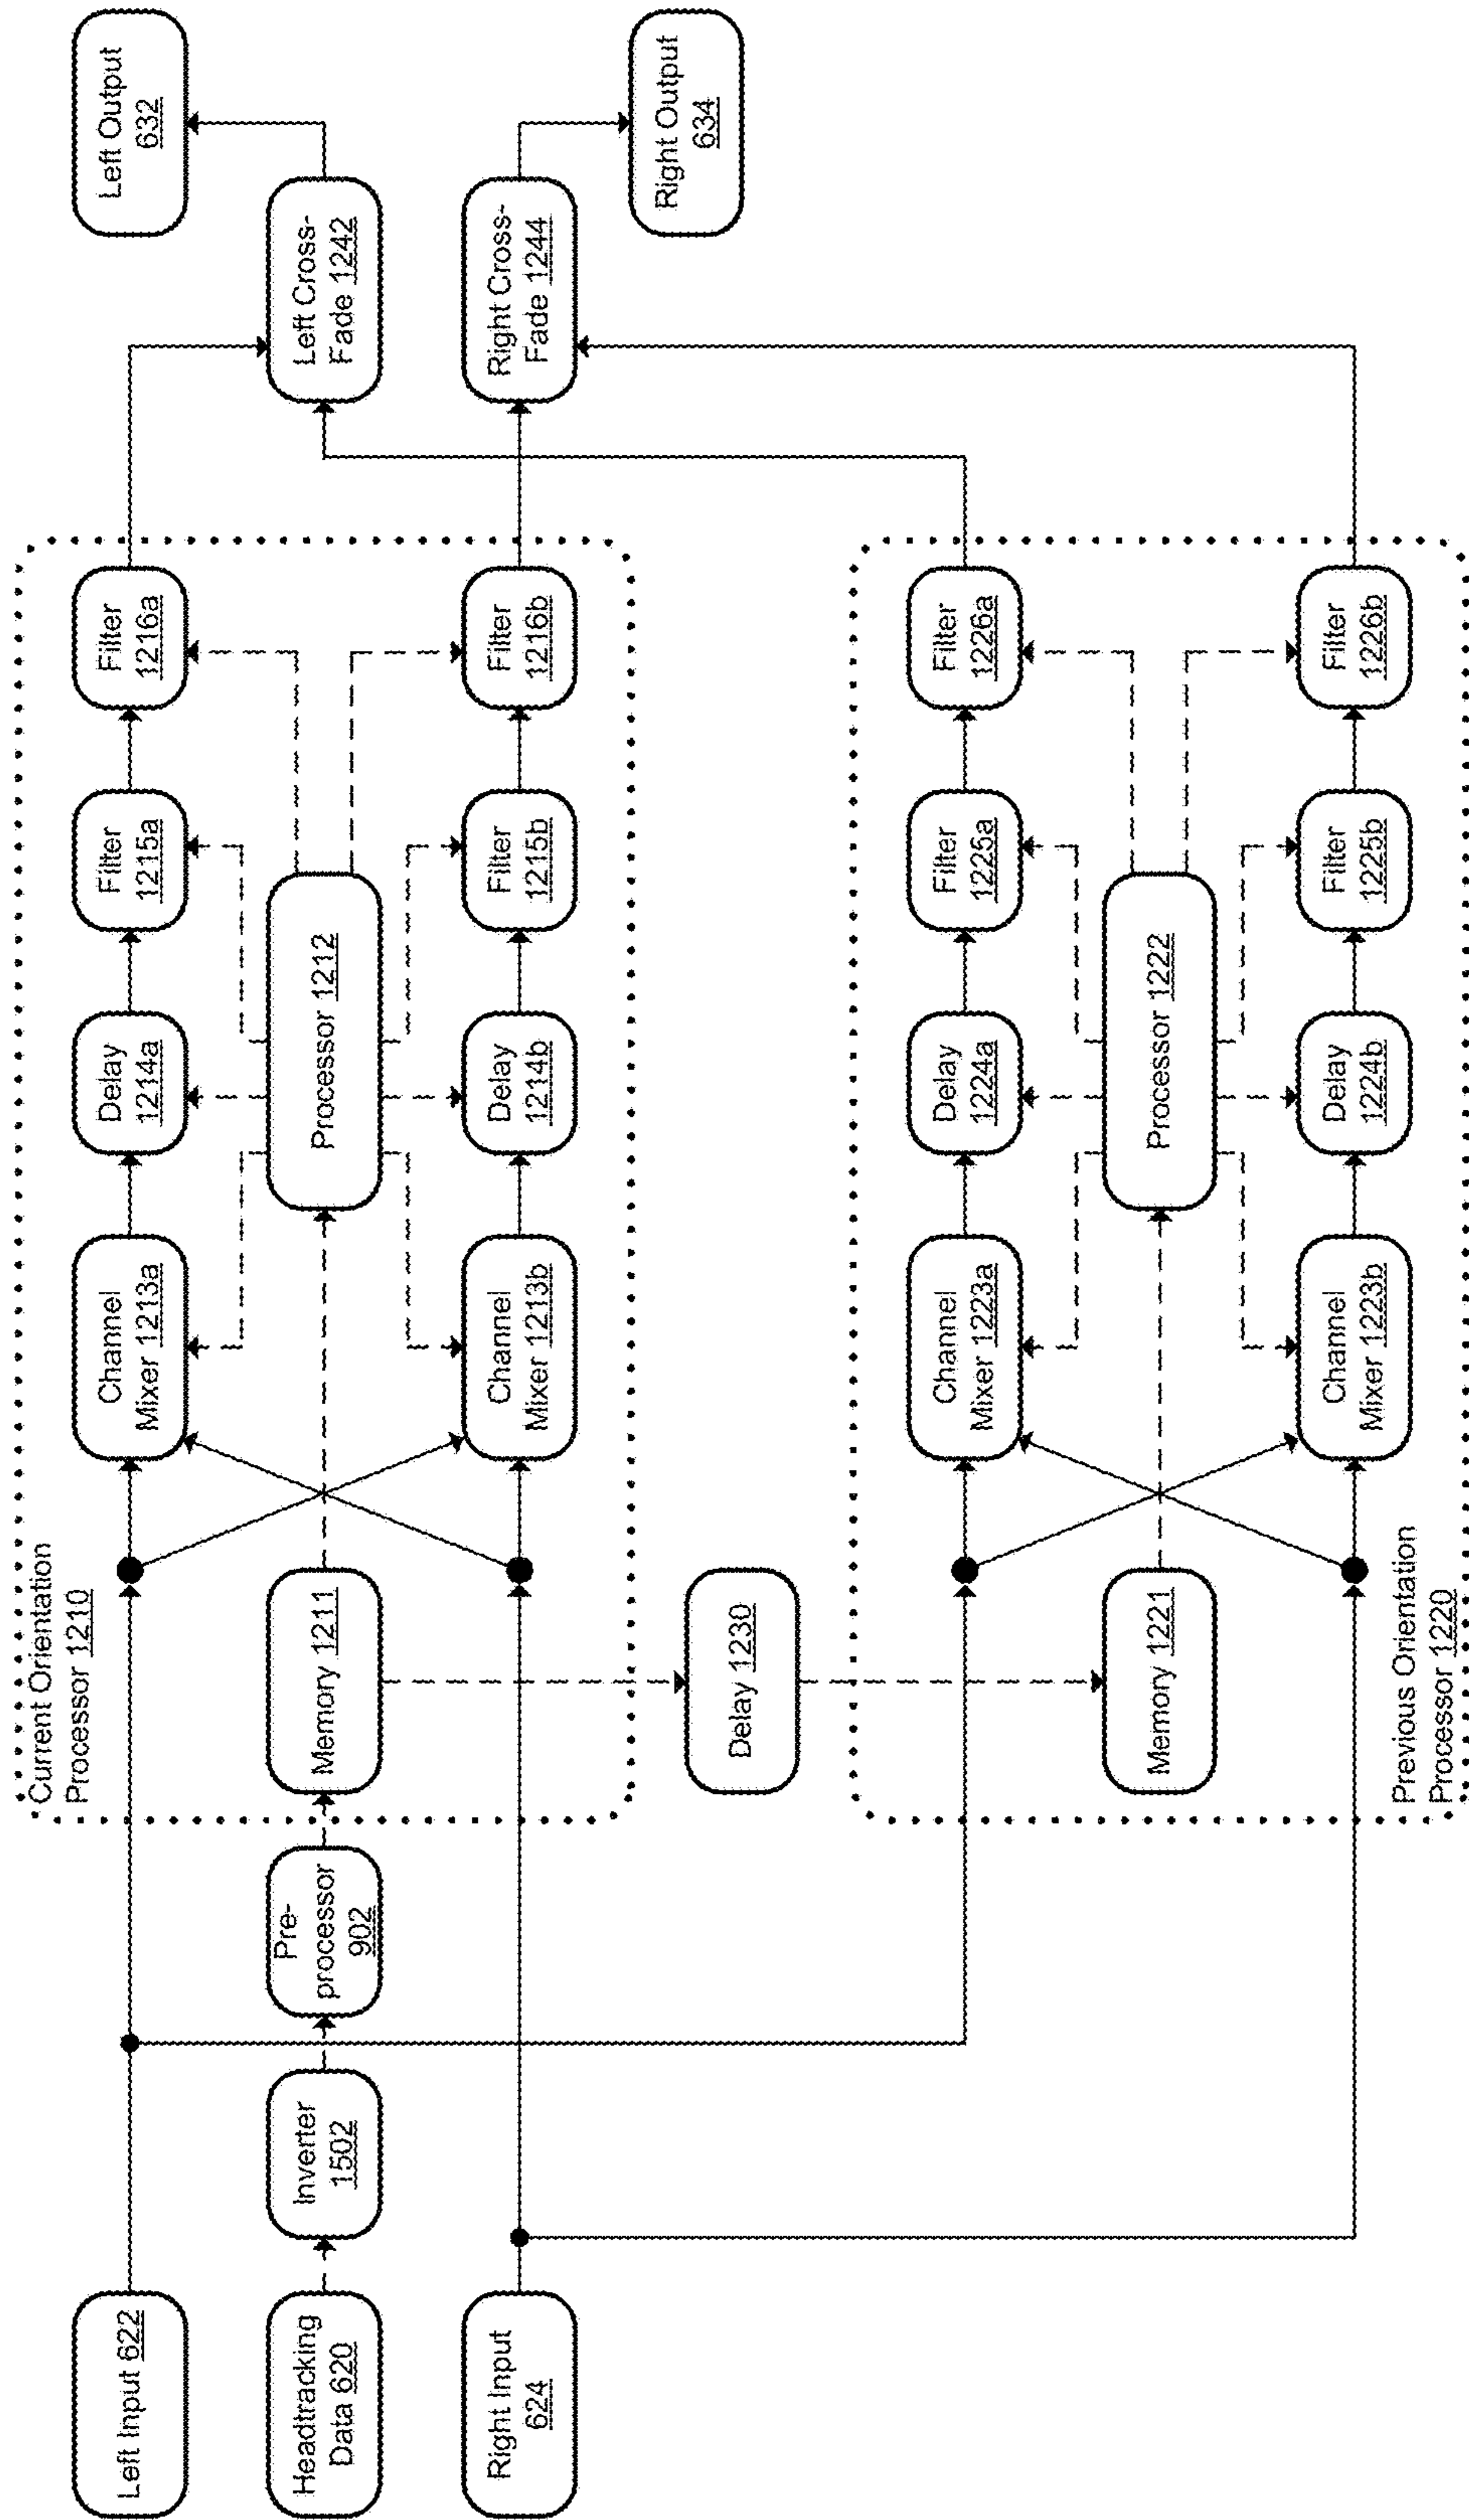 Left Input 622
Headtracking
Data 620
Right Input
624
Inverter
1502
Pre-
processor
902
Current Orientation
Processor 1210
Memory 1211
Channel
Mixer 1213a
Delay
1214a
Filter
1215a
Filter
1216a
Processor 1212
Channel
Mixer 1213b
Delay
1214b
Filter
1215b
Filter
1216b
Delay 1230
Previous Orientation
Processor 1220
Memory 1221
Channel
Mixer 1223a
Delay
1224a
Filter
1225a
Filter
1226a
Processor 1222
Channel
Mixer 1223b
Delay
1224b
Filter
1225b
Filter
1226b
Left Cross-
Fade 1242
Right Cross-
Fade 1244
Left Output
632
Right Output
634